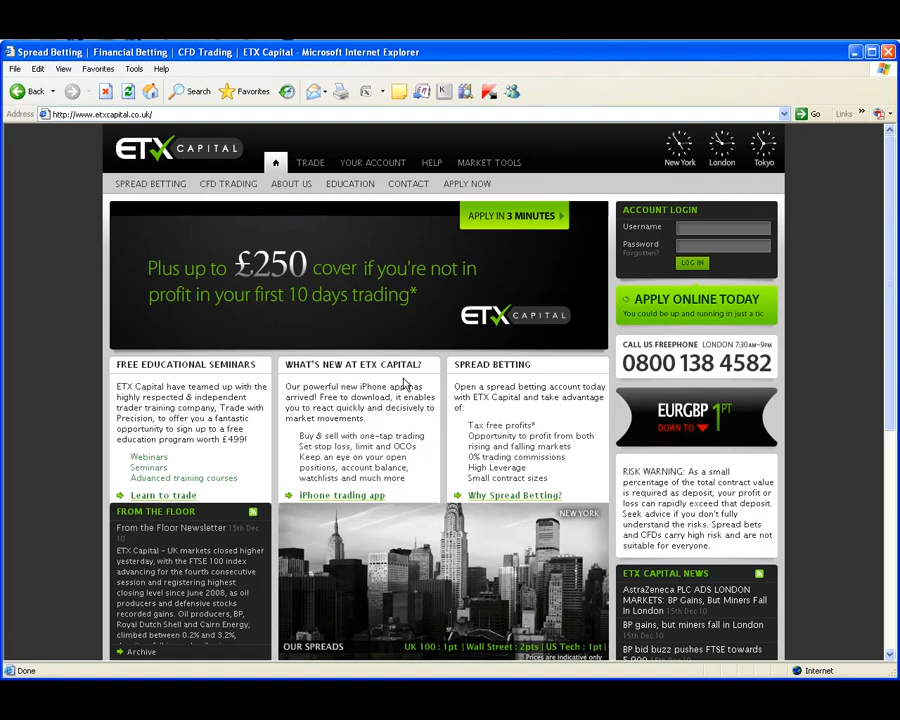 Spread Betting | Financial Betting | CFD Trading | ETX Capital - Microsoft Internet Explorer
File Edit View Favorites Tools Help
Back Search Favorites
Address http://www.etxcapital.co.uk/ Go Links »
ETX CAPITAL
TRADE YOUR ACCOUNT HELP MARKET TOOLS
New York London Tokyo
SPREAD BETTING CFD TRADING ABOUT US EDUCATION CONTACT APPLY NOW
APPLY IN 3 MINUTES
Plus up to £250 cover if you're not in
profit in your first 10 days trading*
ETX CAPITAL
ACCOUNT LOGIN
Username
Password
Forgotten?
LOG IN
APPLY ONLINE TODAY
You could be up and running in just a tic
CALL US FREEPHONE LONDON 7:30AM–9PM
0800 138 4582
EURGBP 1PT
DOWN TO
RISK WARNING: As a small
percentage of the total contract value
is required as deposit, your profit or
loss can rapidly exceed that deposit.
Seek advice if you don't fully
understand the risks. Spread bets
and CFDs carry high risk and are not
suitable for everyone.
FREE EDUCATIONAL SEMINARS
ETX Capital have teamed up with the
highly respected & independent
trader training company, Trade with
Precision, to offer you a fantastic
opportunity to sign up to a free
education program worth £499!
Webinars
Seminars
Advanced training courses
Learn to trade
WHAT'S NEW AT ETX CAPITAL?
Our powerful new iPhone app has
arrived! Free to download, it enables
you to react quickly and decisively to
market movements.
Buy & sell with one-tap trading
Set stop loss, limit and OCOs
Keep an eye on your open
positions, account balance,
watchlists and much more
iPhone trading app
SPREAD BETTING
Open a spread betting account today
with ETX Capital and take advantage
of:
Tax free profits*
Opportunity to profit from both
rising and falling markets
0% trading commissions
High Leverage
Small contract sizes
Why Spread Betting?
FROM THE FLOOR
From the Floor Newsletter 15th Dec
10
ETX Capital - UK markets closed higher
yesterday, with the FTSE 100 index
advancing for the fourth consecutive
session and registering highest
closing level since June 2008, as oil
producers and defensive stocks
recorded gains. Oil producers, BP,
Royal Dutch Shell and Cairn Energy,
climbed between 0.2% and 3.2%,
Archive
NEW YORK
OUR SPREADS UK 100 : 1pt | Wall Street : 2pts | US Tech : 1pt |
*Prices are indicative only
ETX CAPITAL NEWS
AstraZeneca PLC ADS LONDON
MARKETS: BP Gains, But Miners Fall
In London 15th Dec 10
BP gains, but miners fall in London
15th Dec 10
BP bid buzz pushes FTSE towards
5,900 15th Dec 10
Done Internet